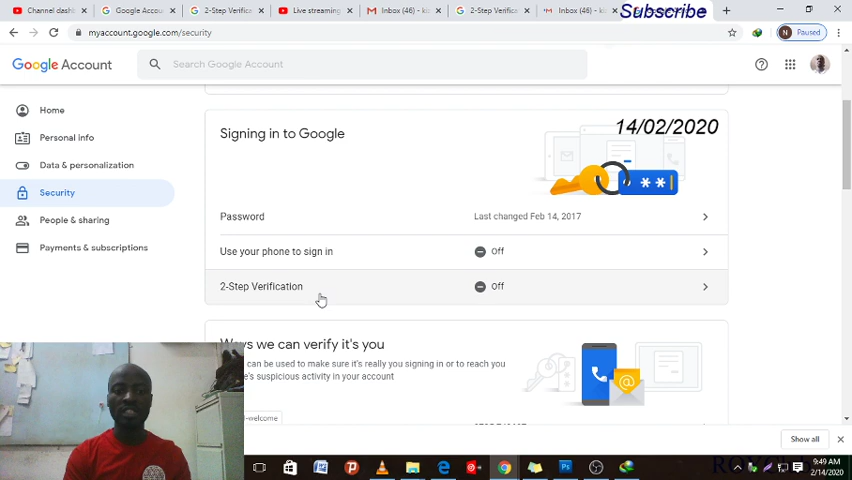 Channel dashb
Google Accou
2-Step Verifica
Live streaming
Inbox (46) - kis
2-Step Verifica
Inbox (46) - ki
Subscribe
myaccount.google.com/security
N Paused
Google Account
Search Google Account
Home
Personal info
Data & personalization
Security
People & sharing
Payments & subscriptions
Signing in to Google
14/02/2020
* *
Password Last changed Feb 14, 2017
Use your phone to sign in Off
2-Step Verification Off
Ways we can verify it's you
can be used to make sure it's really you signing in or to reach you
e's suspicious activity in your account
-welcome
Show all
9:49 AM
2/14/2020